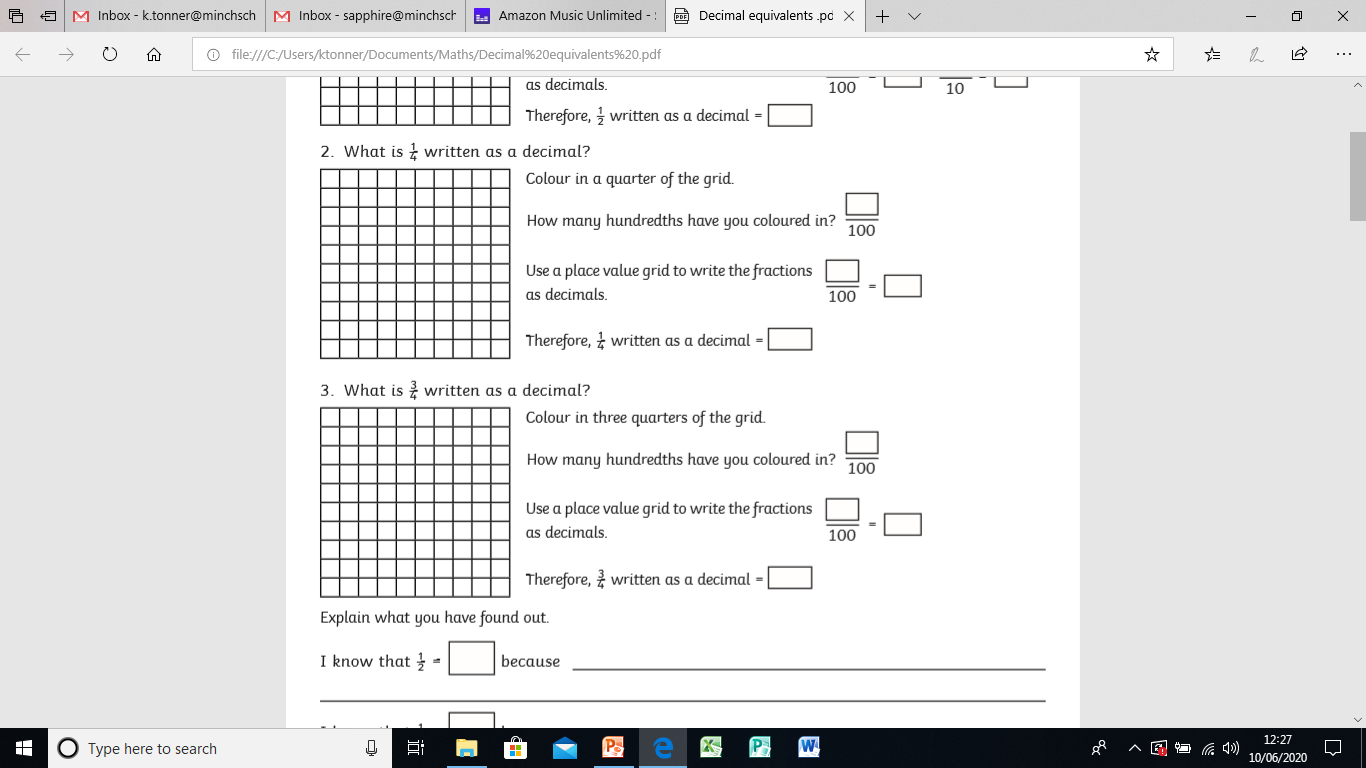 Inbox - k.tonner@minchsch
Inbox - sapphire@minchsch
Amazon Music Unlimited -
Decimal equivalents .pd
file:///C:/Users/ktonner/Documents/Maths/Decimal%20equivalents%20.pdf
as decimals.
100 = 10 =
Therefore, 1/2 written as a decimal =
2. What is 1/4 written as a decimal?
Colour in a quarter of the grid.
How many hundredths have you coloured in? 100
Use a place value grid to write the fractions
as decimals.
100 =
Therefore, 1/4 written as a decimal =
3. What is 3/4 written as a decimal?
Colour in three quarters of the grid.
How many hundredths have you coloured in? 100
Use a place value grid to write the fractions
as decimals.
100 =
Therefore, 3/4 written as a decimal =
Explain what you have found out.
I know that 1/2 = because
Type here to search
12:27
10/06/2020